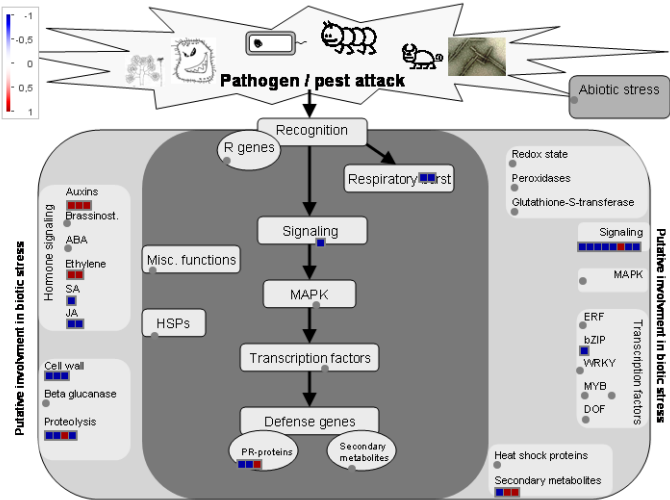 -1
-0,5
0
0,5
1
Pathogen / pest attack
Abiotic stress
Recognition
R genes
Respiratory burst
Signaling
Misc. functions
MAPK
HSPs
Transcription factors
Defense genes
PR-proteins
Secondary
metabolites
Putative involvment in biotic stress
Hormone signaling
Auxins
Brassinost.
ABA
Ethylene
SA
JA
Cell wall
Beta glucanase
Proteolysis
Redox state
Peroxidases
Glutathione-S-transferase
Signaling
MAPK
ERF
bZIP
WRKY
MYB
DOF
Transcription factors
Heat shock proteins
Secondary metabolites
Putative involvment in biotic stress